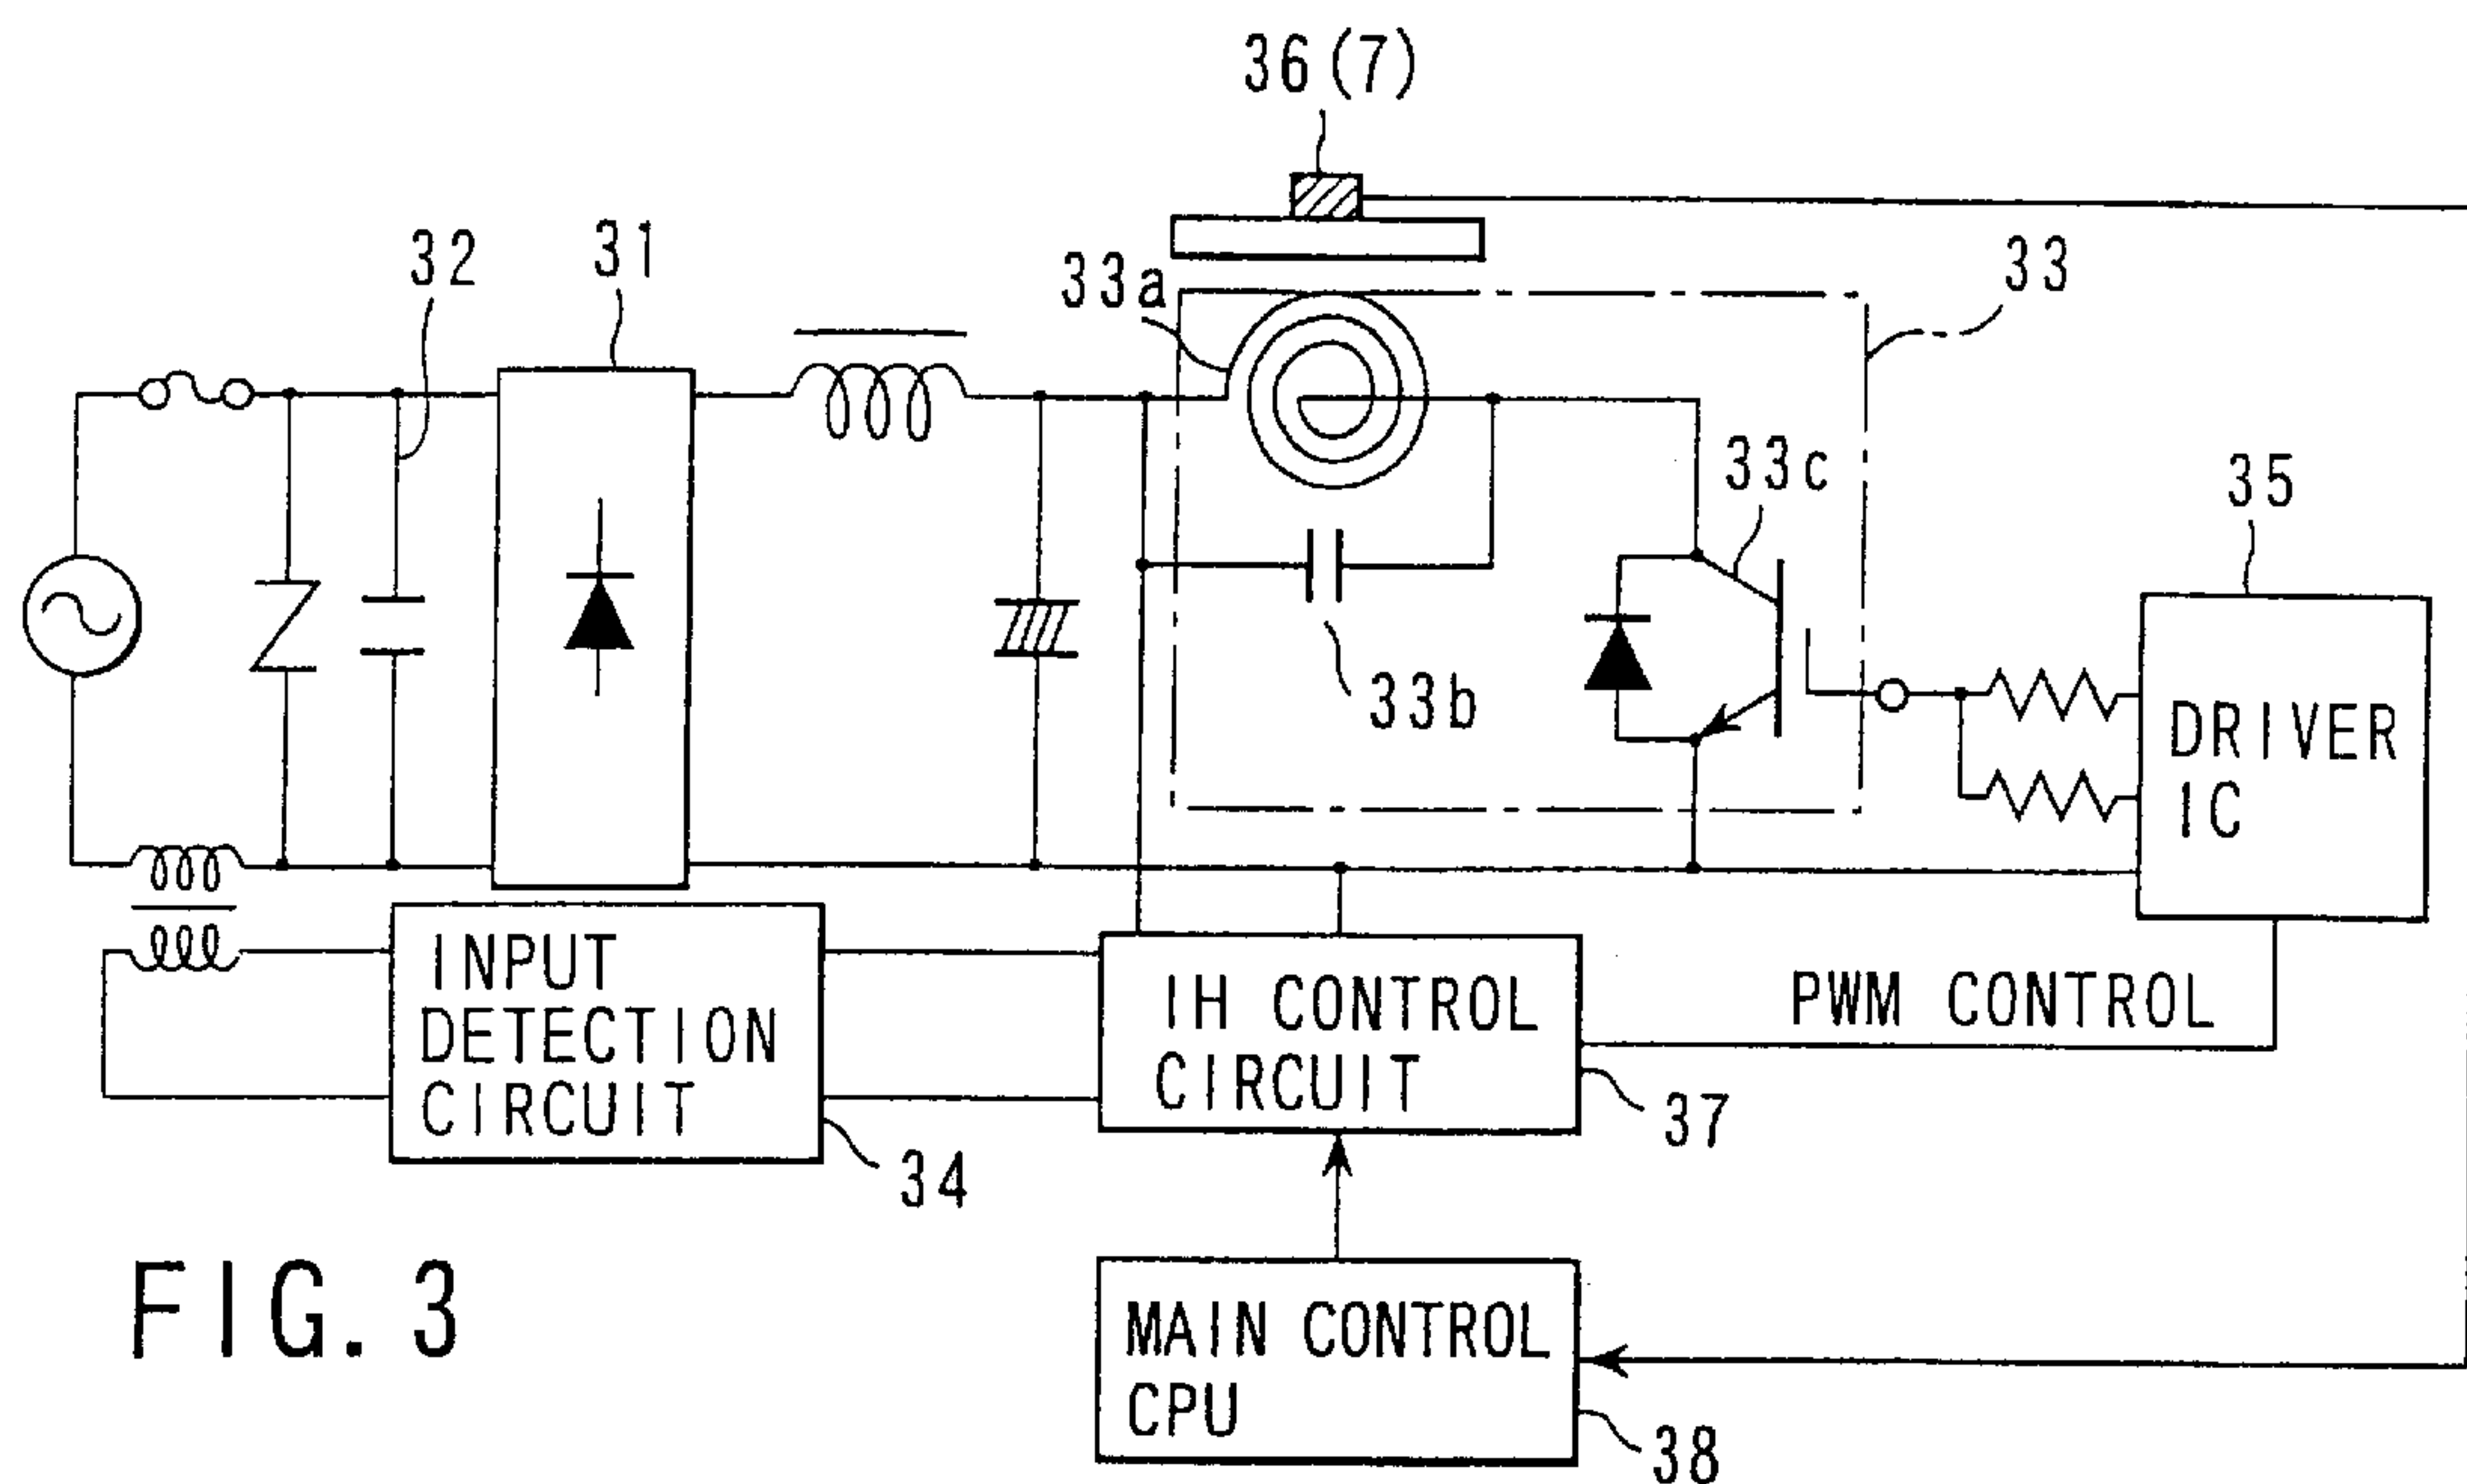 36(7)
32
31
33a
33
33c
35
33b
DRIVER
IC
INPUT
DETECTION
CIRCUIT
IH CONTROL
CIRCUIT
PWM CONTROL
37
34
FIG. 3
MAIN CONTROL
CPU
38